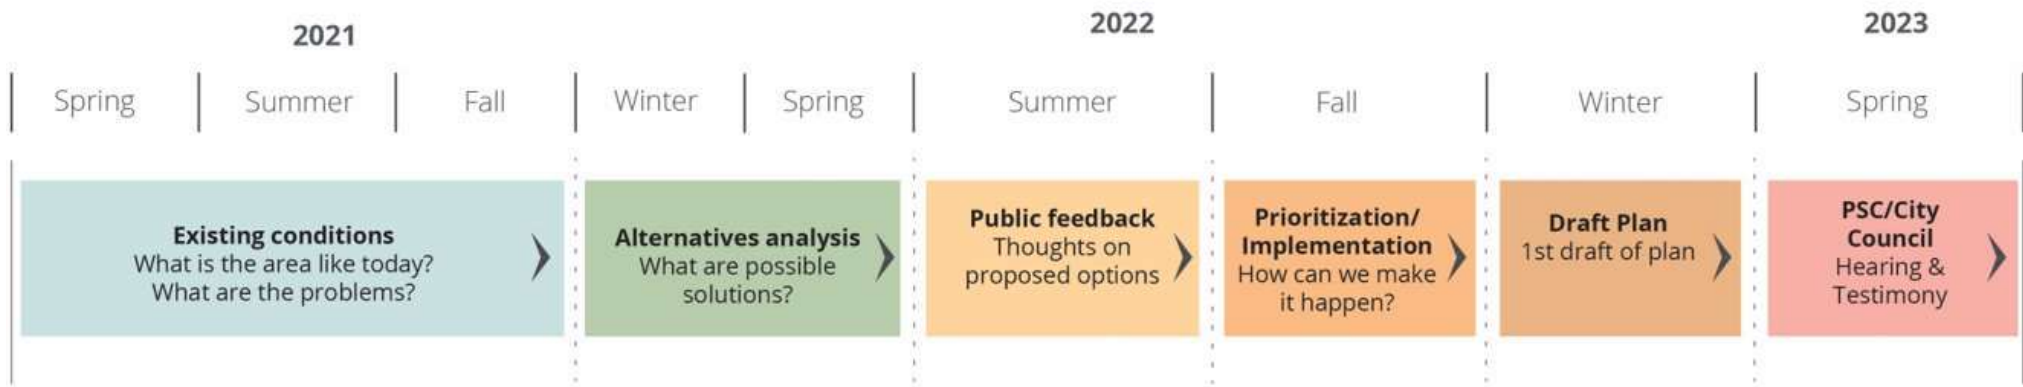 2021
2022
2023
Spring
Summer
Fall
Winter
Spring
Summer
Fall
Winter
Spring
Existing conditions
What is the area like today?
What are the problems?
Alternatives analysis
What are possible
solutions?
Public feedback
Thoughts on
proposed options
Prioritization/
Implementation
How can we make
it happen?
Draft Plan
1st draft of plan
PSC/City
Council
Hearing &
Testimony